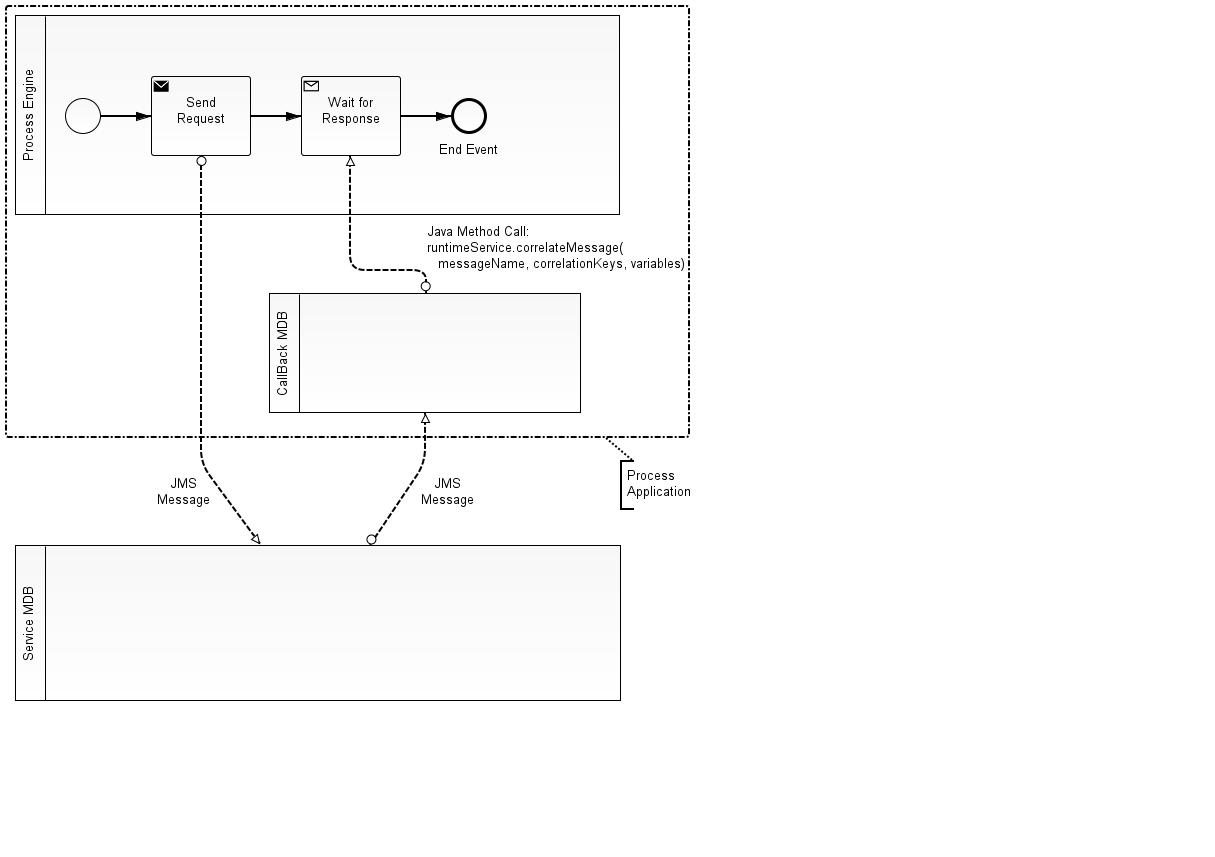 Process Engine
Send
Request
Wait for
Response
End Event
Java Method Call:
runtimeService.correlateMessage(
messageName, correlationKeys, variables)
CallBack MDB
JMS
Message
JMS
Message
Process
Application
Service MDB